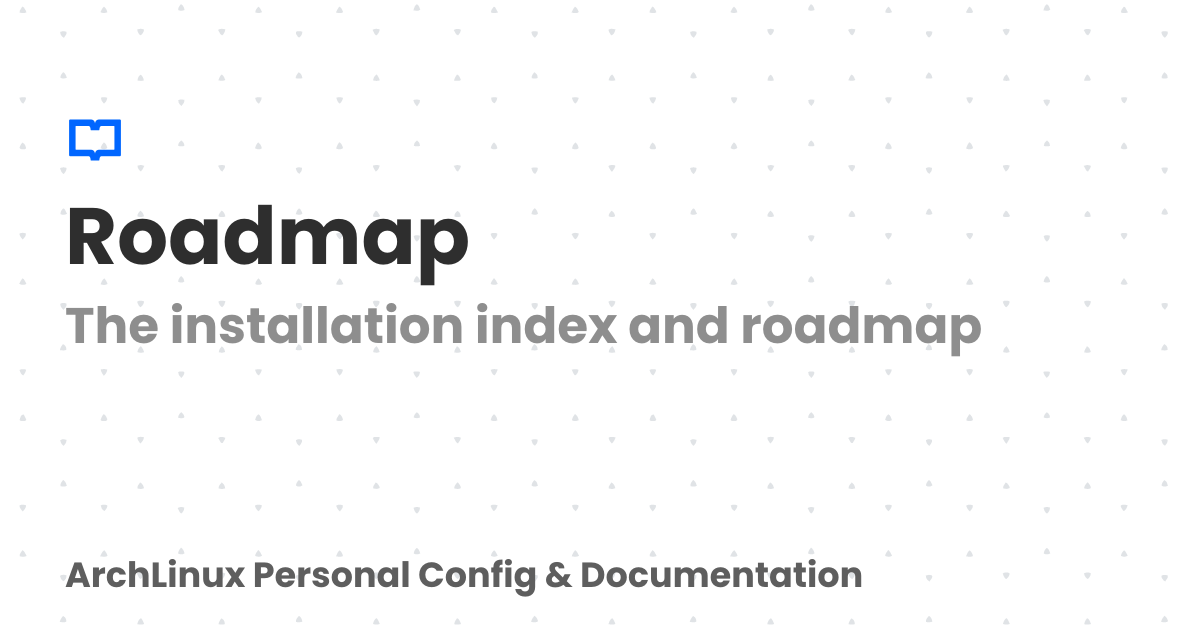 Roadmap
The installation index and roadmap
ArchLinux Personal Config & Documentation